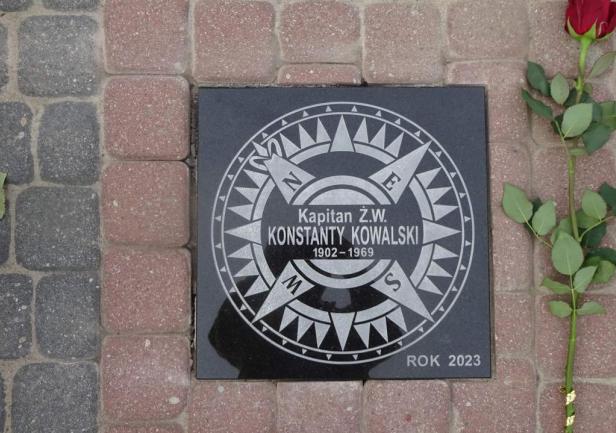 N
E
Kapitan Ż.W.
KONSTANTY KOWALSKI
1902–1969
W
S
ROK 2023